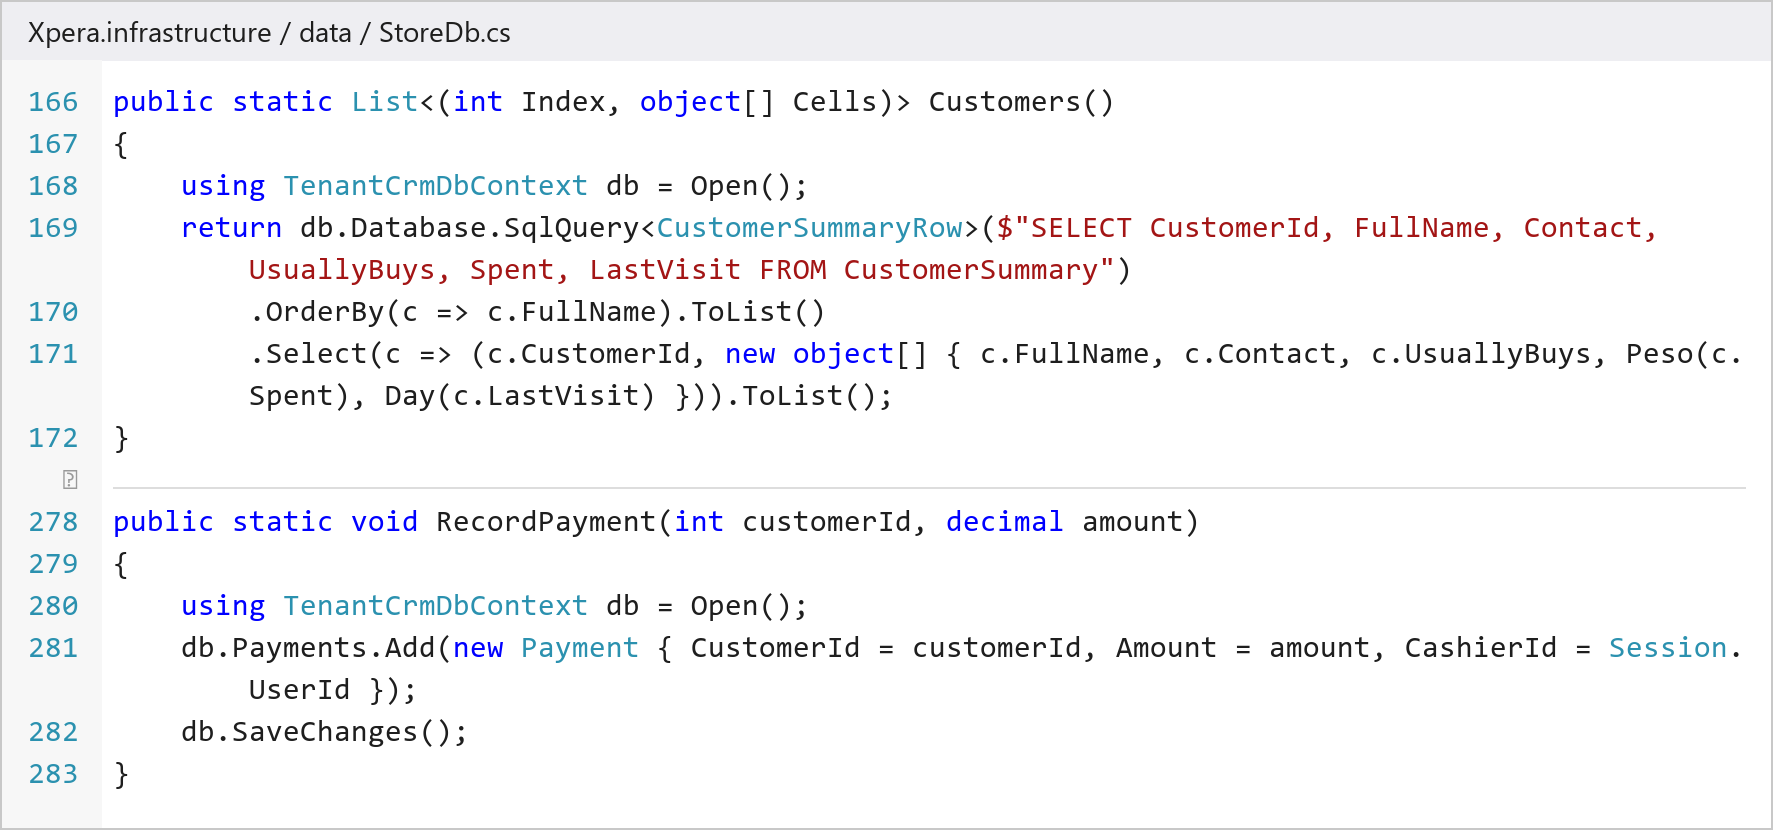 Xpera.infrastructure / data / StoreDb.cs
166 public static List<(int Index, object[] Cells)> Customers()
167 {
168     using TenantCrmDbContext db = Open();
169     return db.Database.SqlQuery<CustomerSummaryRow>($"SELECT CustomerId, FullName, Contact,
        UsuallyBuys, Spent, LastVisit FROM CustomerSummary")
170         .OrderBy(c => c.FullName).ToList()
171         .Select(c => (c.CustomerId, new object[] { c.FullName, c.Contact, c.UsuallyBuys, Peso(c.
        Spent), Day(c.LastVisit) })).ToList();
172 }
278 public static void RecordPayment(int customerId, decimal amount)
279 {
280     using TenantCrmDbContext db = Open();
281     db.Payments.Add(new Payment { CustomerId = customerId, Amount = amount, CashierId = Session.
        UserId });
282     db.SaveChanges();
283 }